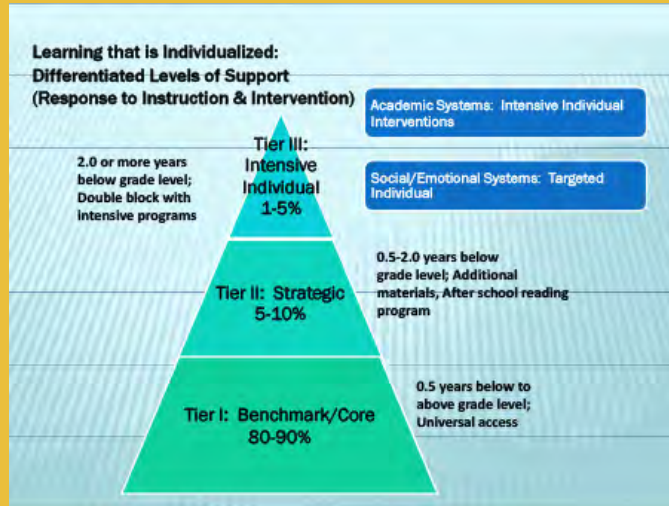 Learning that is Individualized:
Differentiated Levels of Support
(Response to Instruction & Intervention)
Academic Systems: Intensive Individual
Interventions
Social/Emotional Systems: Targeted
Individual
Tier III:
Intensive
Individual
1-5%
2.0 or more years
below grade level;
Double block with
intensive programs
Tier II: Strategic
5-10%
0.5-2.0 years below
grade level; Additional
materials, After school reading
program
Tier I: Benchmark/Core
80-90%
0.5 years below to
above grade level;
Universal access